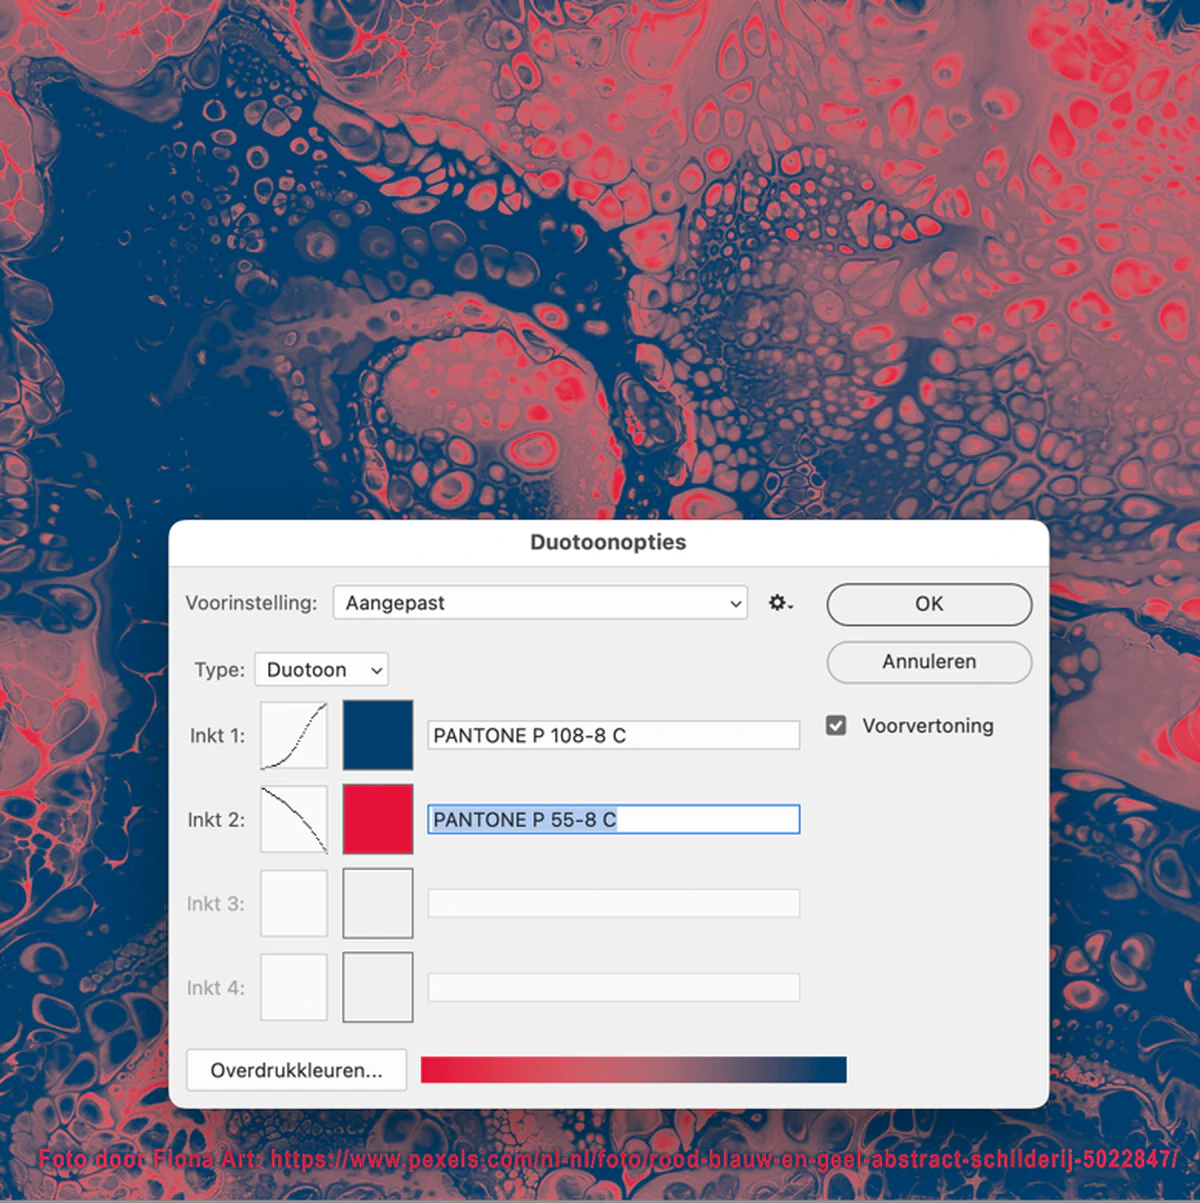 Duotoonopties
Voorinstelling: Aangepast
OK
Annuleren
Type: Duotoon
Inkt 1: PANTONE P 108-8 C
Voorvertoning
Inkt 2: PANTONE P 55-8 C
Inkt 3:
Inkt 4:
Overdrukkleuren...
Foto door Fiona Art: https://www.pexels.com/nl-nl/foto/rood-blauw-en-geel-abstract-schilderij-5022847/